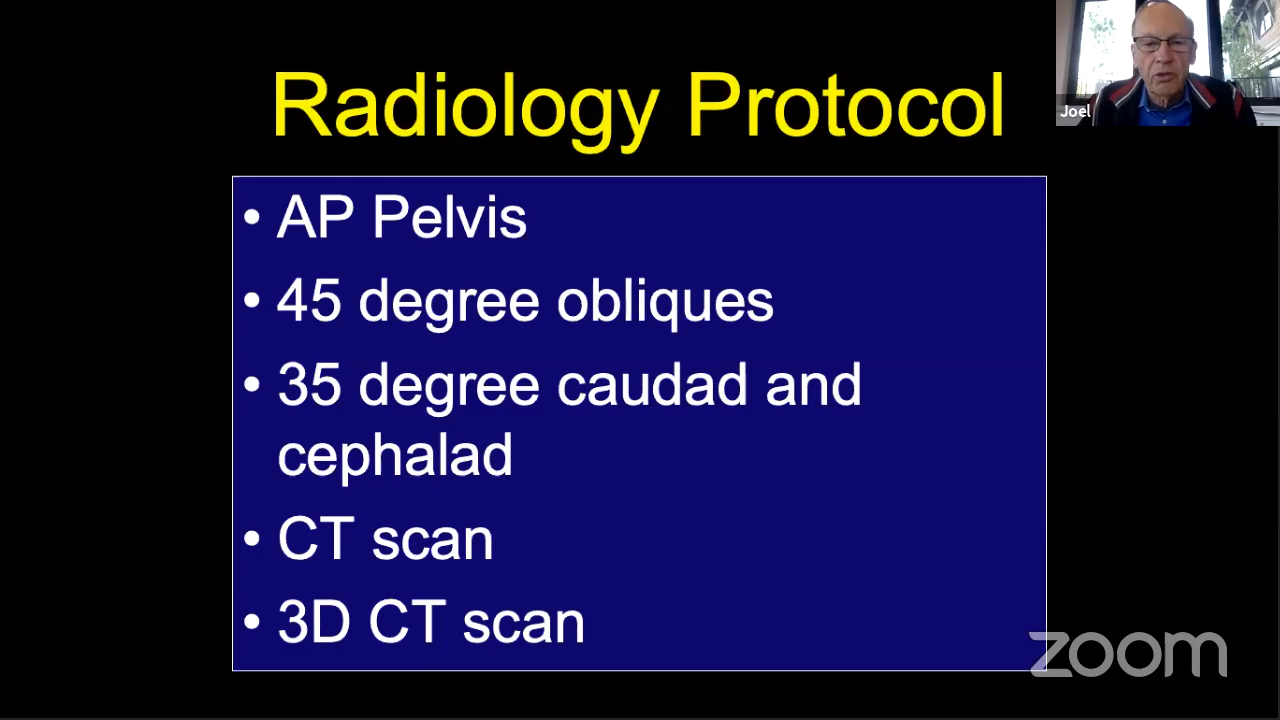 Radiology Protocol
Joel
• AP Pelvis
• 45 degree obliques
• 35 degree caudad and
cephalad
• CT scan
• 3D CT scan
zoom